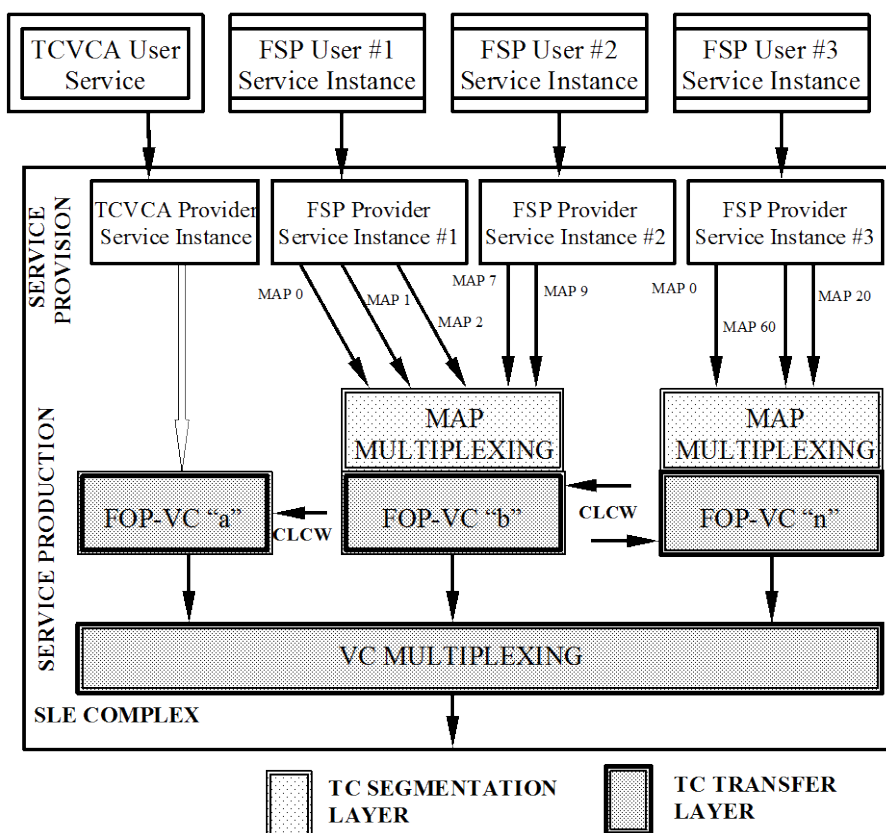 TCVCA User
Service
FSP User #1
Service Instance
FSP User #2
Service Instance
FSP User #3
Service Instance
SERVICE
PROVISION
TCVCA Provider
Service Instance
FSP Provider
Service Instance #1
FSP Provider
Service Instance #2
FSP Provider
Service Instance #3
MAP 0
MAP 1
MAP 2
MAP 7
MAP 9
MAP 0
MAP 60
MAP 20
SERVICE PRODUCTION
MAP
MULTIPLEXING
MAP
MULTIPLEXING
FOP-VC “a”
CLCW
FOP-VC “b”
CLCW
FOP-VC “n”
VC MULTIPLEXING
SLE COMPLEX
TC SEGMENTATION
LAYER
TC TRANSFER
LAYER